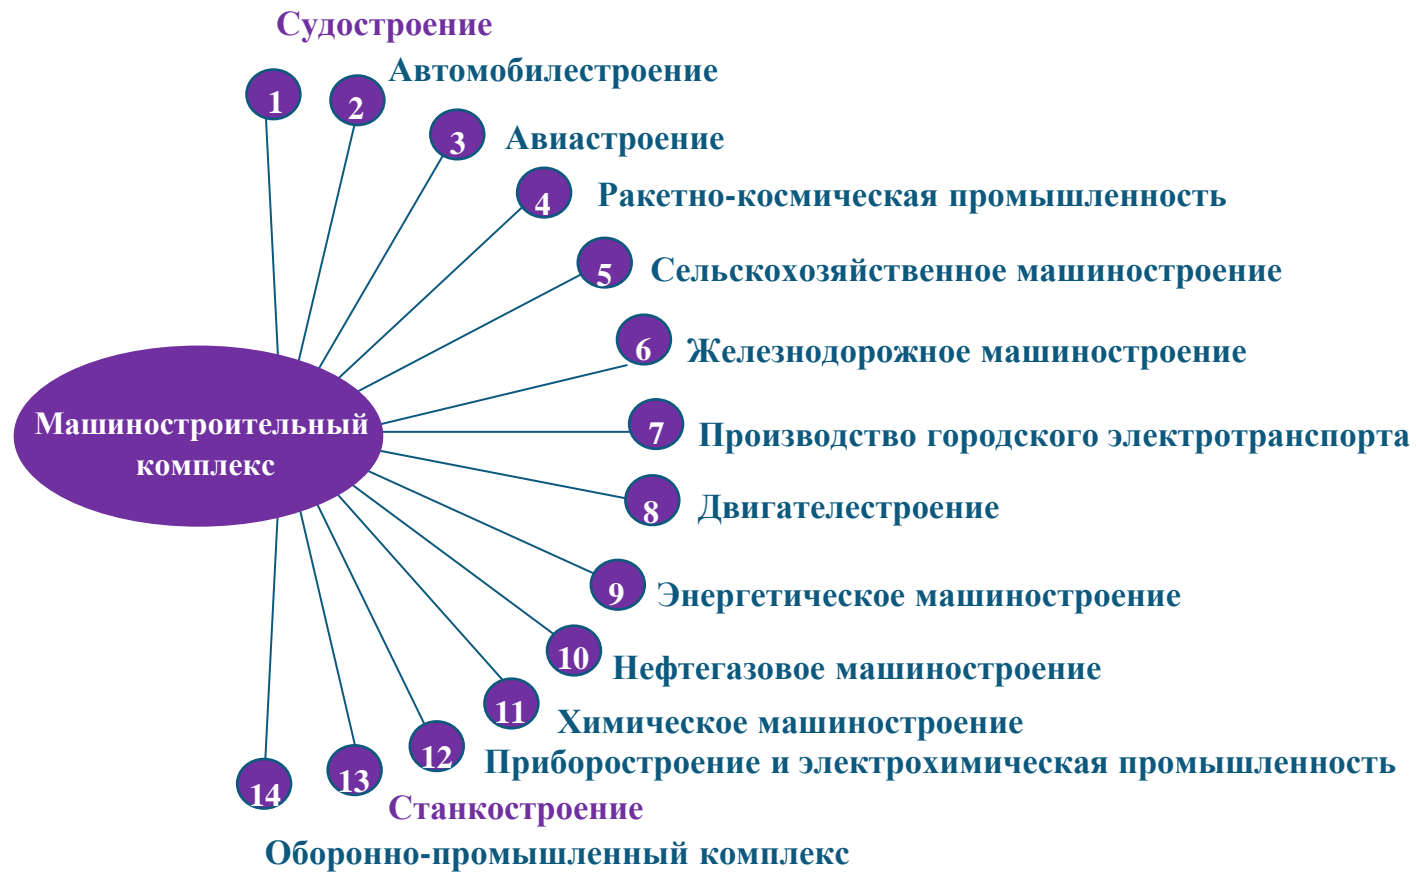 Судостроение
1
2
Автомобилестроение
3
Авиастроение
4
Ракетно-космическая промышленность
5
Сельскохозяйственное машиностроение
6
Железнодорожное машиностроение
Машиностроительный
комплекс
7
Производство городского электротранспорта
8
Двигателестроение
9
Энергетическое машиностроение
10
Нефтегазовое машиностроение
11
Химическое машиностроение
12
Приборостроение и электрохимическая промышленность
13
Станкостроение
14
Оборонно-промышленный комплекс